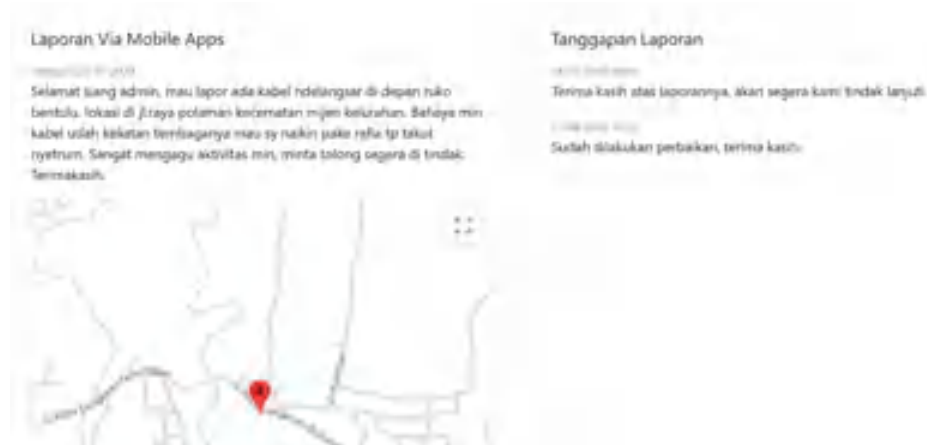 Laporan Via Mobile Apps
Selamat siang admin, mau lapor ada kabel ndelangsar di depan ruko
bentolu. lokasi di jl.raya polaman kecematan mijen kelurahan. Bahaya min
kabel udah kekatan tembaganya mau sy naikin pake rafia tp takut
nyetrum. Sangat mengagu aktivitas min, minta tolong segera di tindak.
Termakasih.
Tanggapan Laporan
Terima kasih atas laporannya, akan segera kami tindak lanjuti
Sudah dilakukan perbaikan, terima kasih.